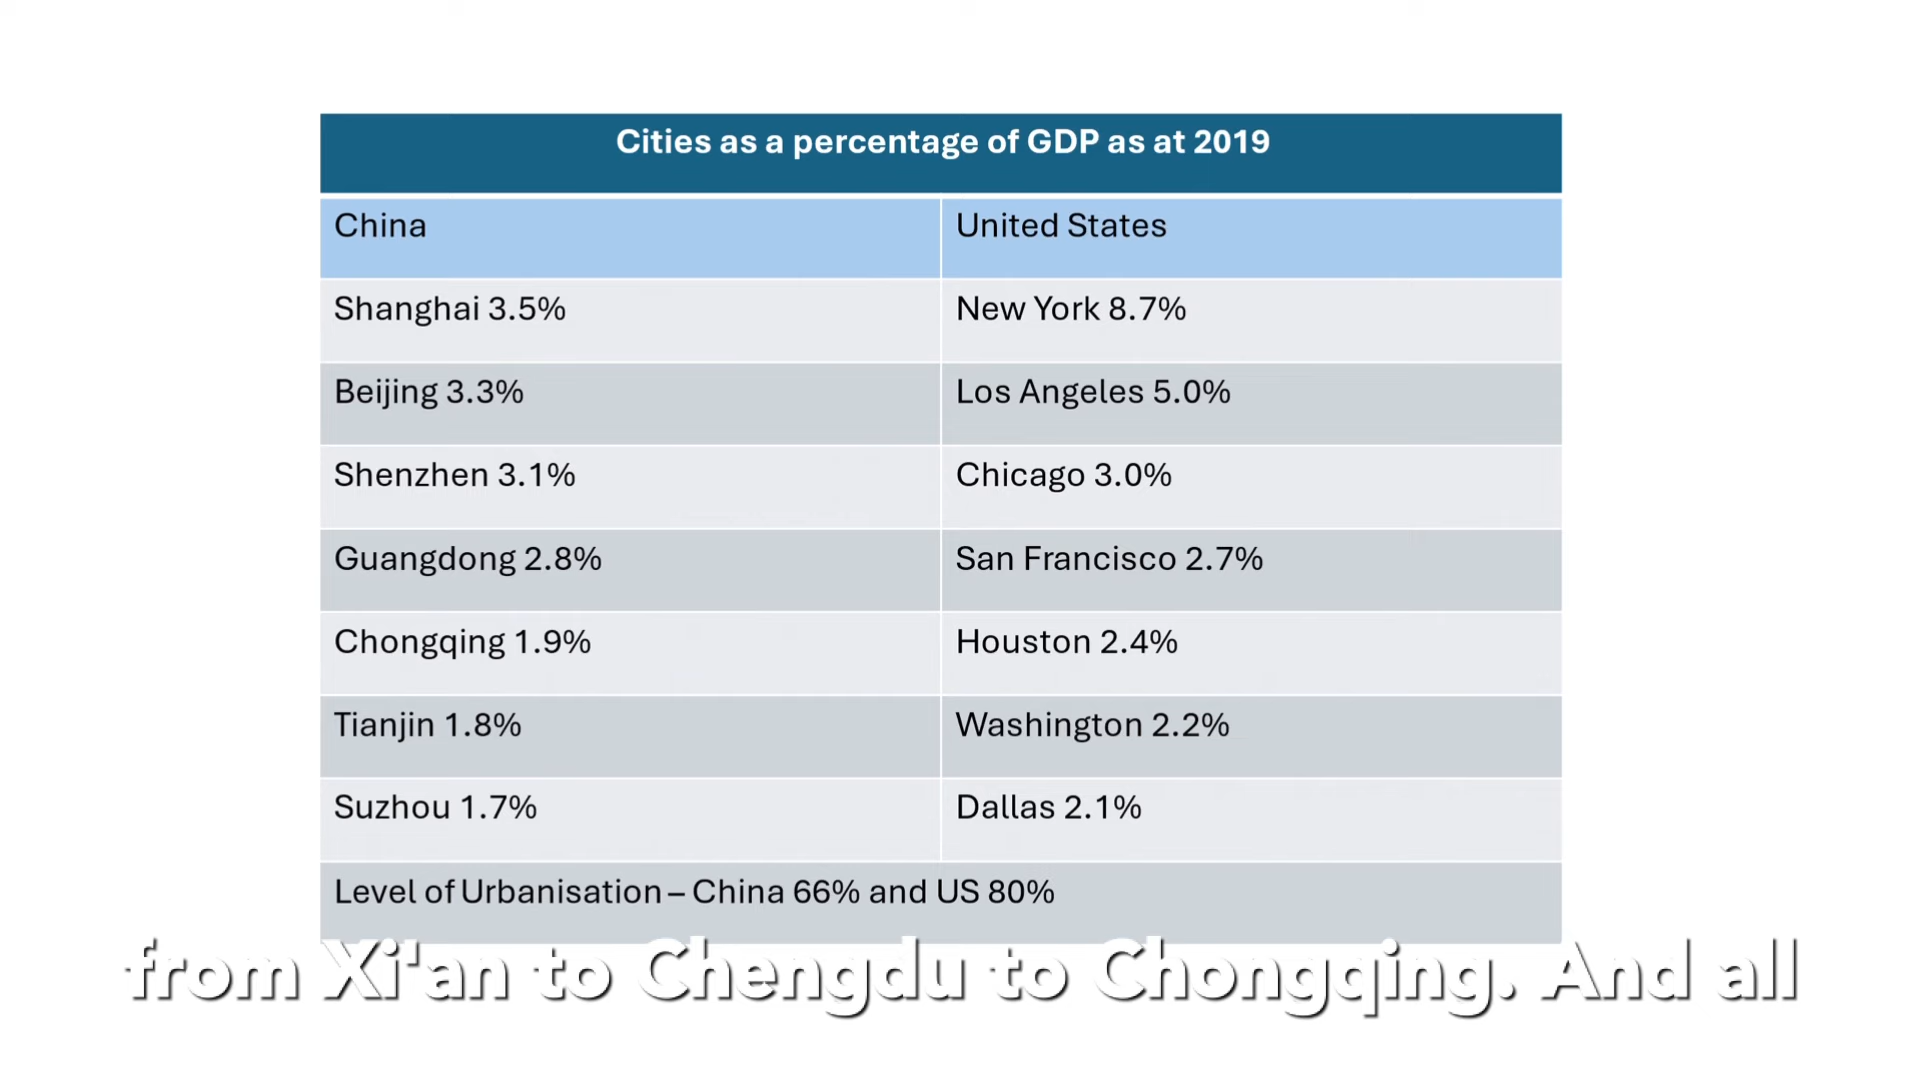 Cities as a percentage of GDP as at 2019
China United States
Shanghai 3.5% New York 8.7%
Beijing 3.3% Los Angeles 5.0%
Shenzhen 3.1% Chicago 3.0%
Guangdong 2.8% San Francisco 2.7%
Chongqing 1.9% Houston 2.4%
Tianjin 1.8% Washington 2.2%
Suzhou 1.7% Dallas 2.1%
Level of Urbanisation – China 66% and US 80%
from Xi'an to Chengdu to Chongqing. And all